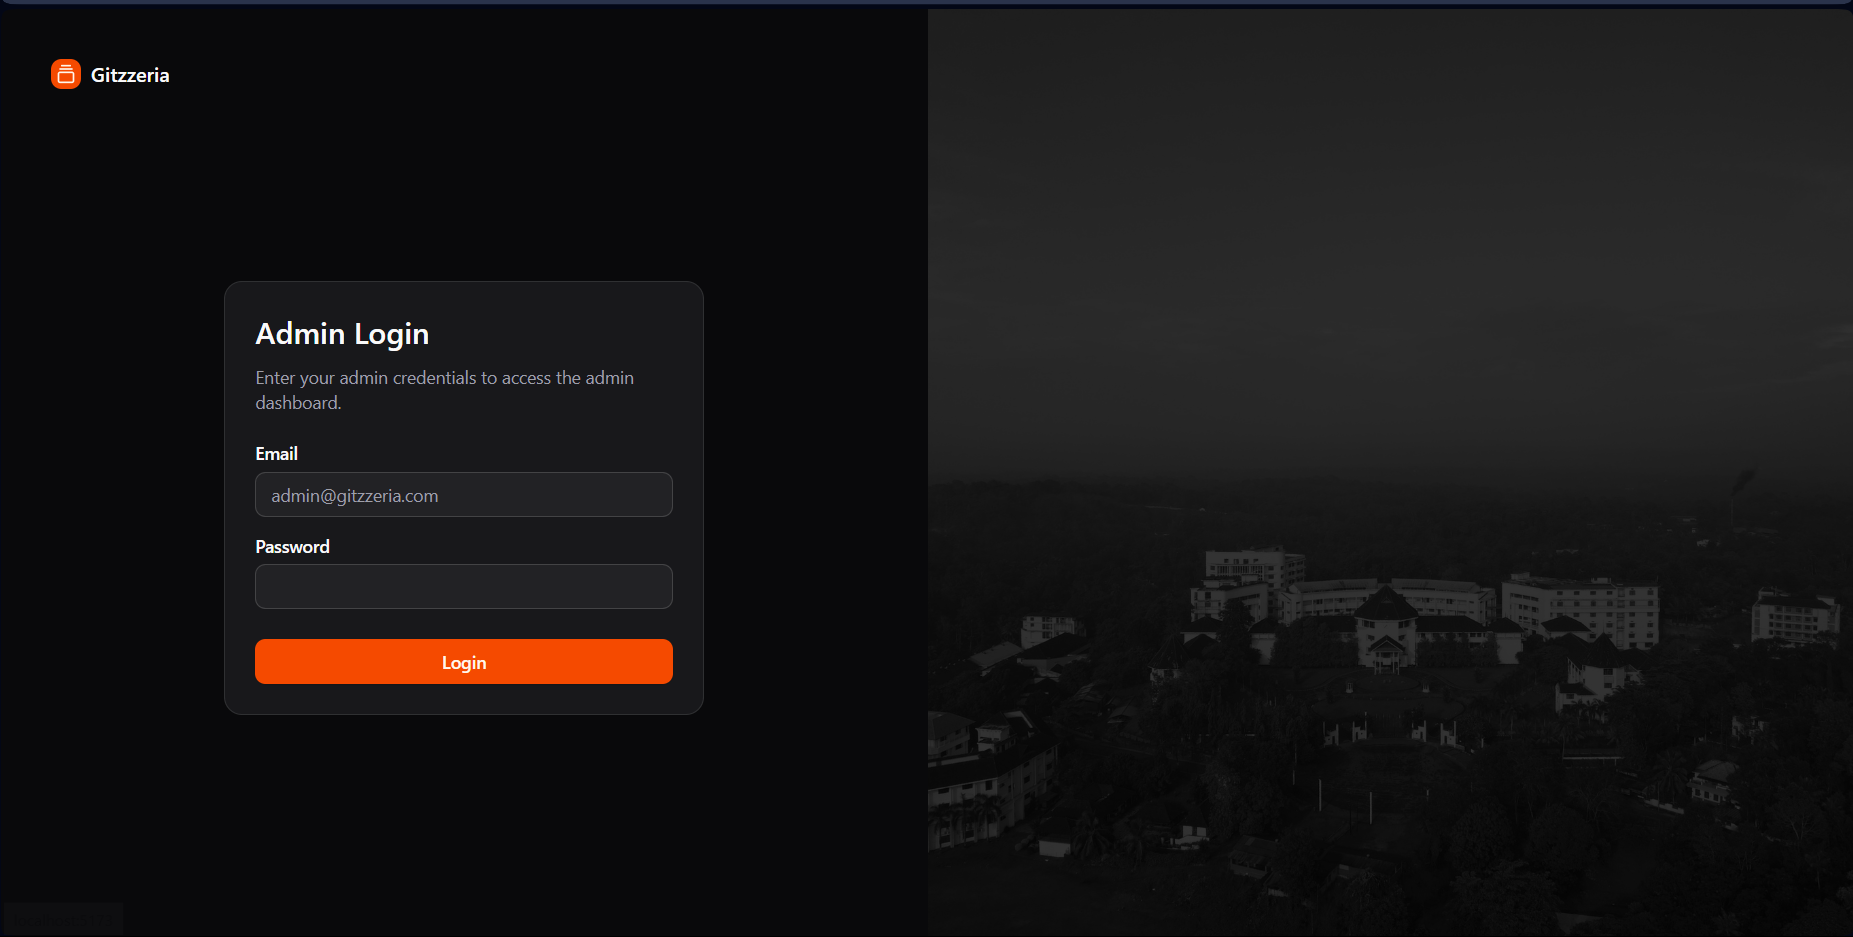 Gitzzeria
Admin Login
Enter your admin credentials to access the admin
dashboard.
Email
admin@gitzzeria.com
Password
Login